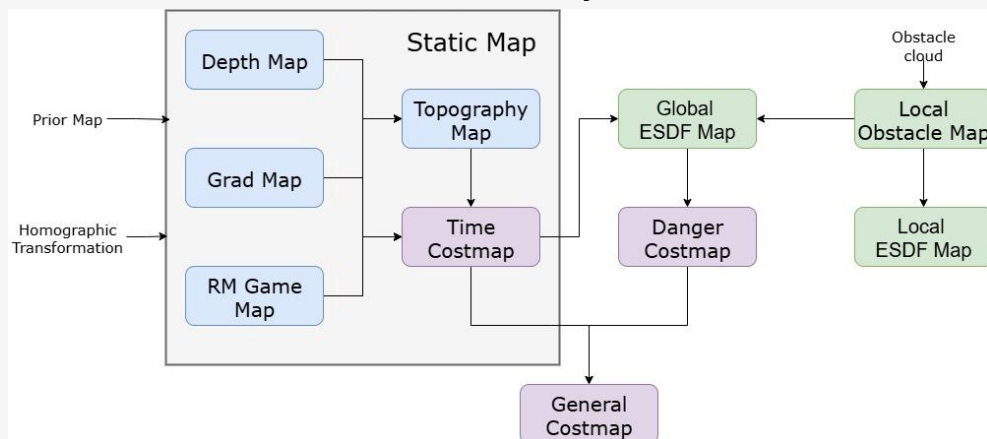 Static Map
Depth Map
Grad Map
RM Game
Map
Prior Map
Homographic
Transformation
Topography
Map
Time
Costmap
Global
ESDF Map
Danger
Costmap
Obstacle
cloud
Local
Obstacle Map
Local
ESDF Map
General
Costmap